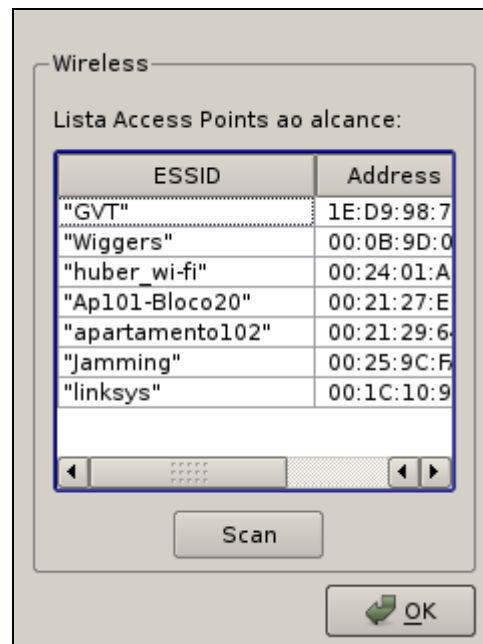 Wireless
Lista Access Points ao alcance:
ESSID Address
"GVT" 1E:D9:98:7
"Wiggers" 00:0B:9D:0
"huber_wi-fi" 00:24:01:A
"Ap101-Bloco20" 00:21:27:E
"apartamento102" 00:21:29:64
"Jamming" 00:25:9C:FA
"linksys" 00:1C:10:9
Scan
OK